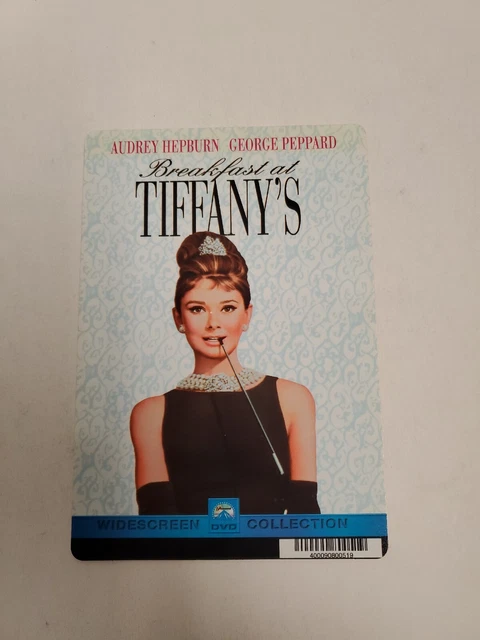 AUDREY HEPBURN GEORGE PEPPARD
Breakfast at
TIFFANY'S
WIDESCREEN DVD COLLECTION
400090800519